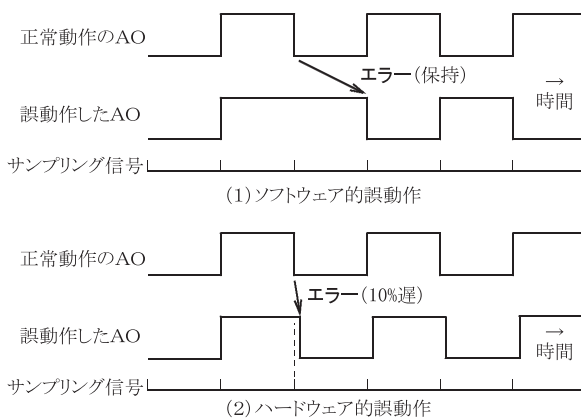 正常動作のAO
エラー(保持)
→
時間
誤動作したAO
サンプリング信号
(1)ソフトウェア的誤動作
正常動作のAO
エラー(10%遅)
誤動作したAO
→
時間
サンプリング信号
(2)ハードウェア的誤動作